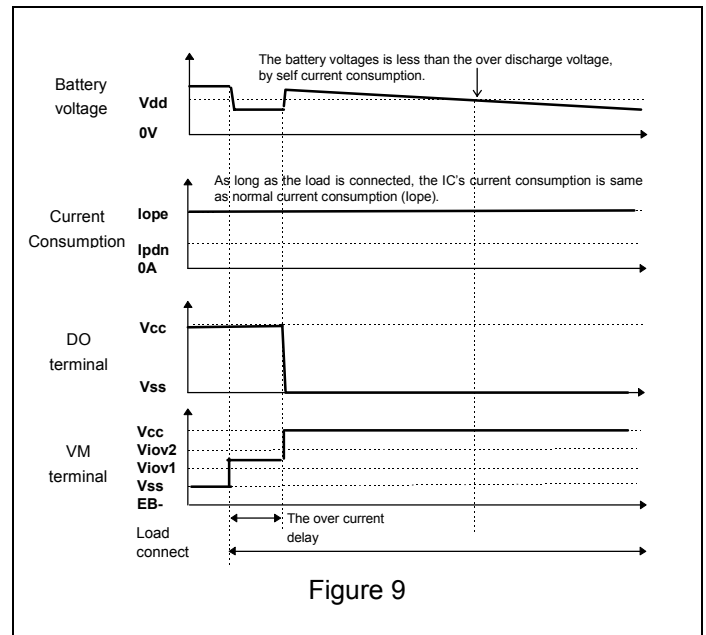 The battery voltages is less than the over discharge voltage,
by self current consumption.
Battery
voltage
Vdd
0V
As long as the load is connected, the IC's current consumption is same
as normal current consumption (Iope).
Current
Consumption
Iope
Ipdn
0A
DO
terminal
Vcc
Vss
VM
terminal
Vcc
Viov2
Viov1
Vss
EB-
The over current
delay
Load
connect
Figure 9